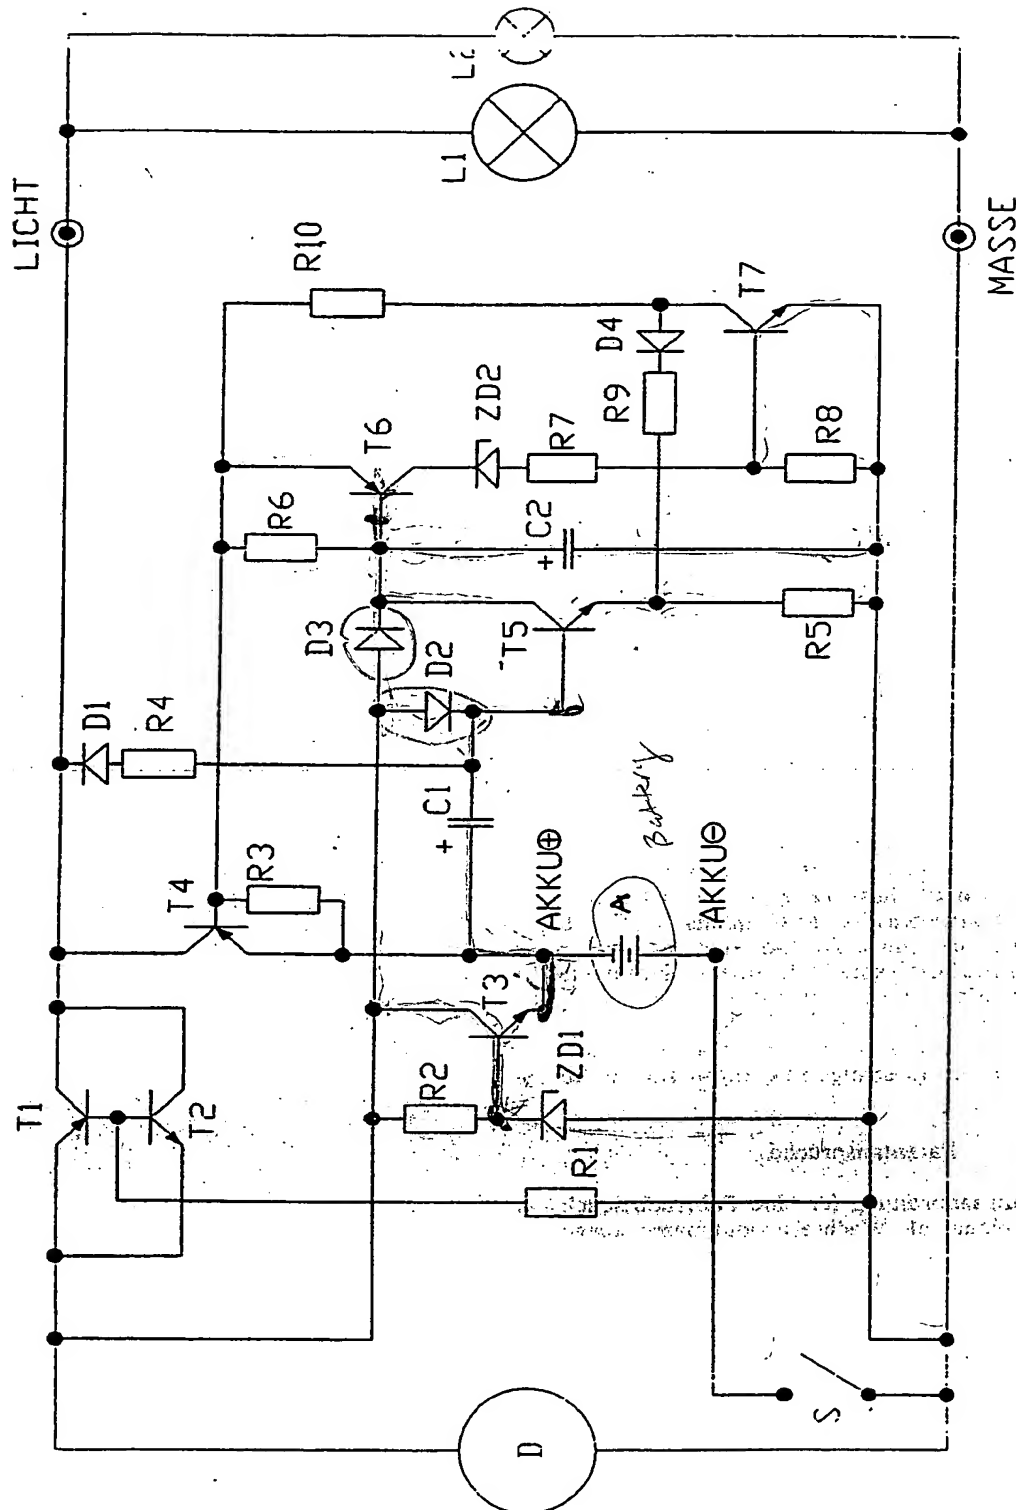 LICHT
MASSE
L1
R10
T7
D4
R9
ZD2
R7
R8
T6
R6
C2
+
D3
D2
T5
R5
D1
R4
C1
+
Battery
T4
R3
AKKU⊕
A
AKKU⊖
T3
T1
T2
R2
ZD1
R1
S
D